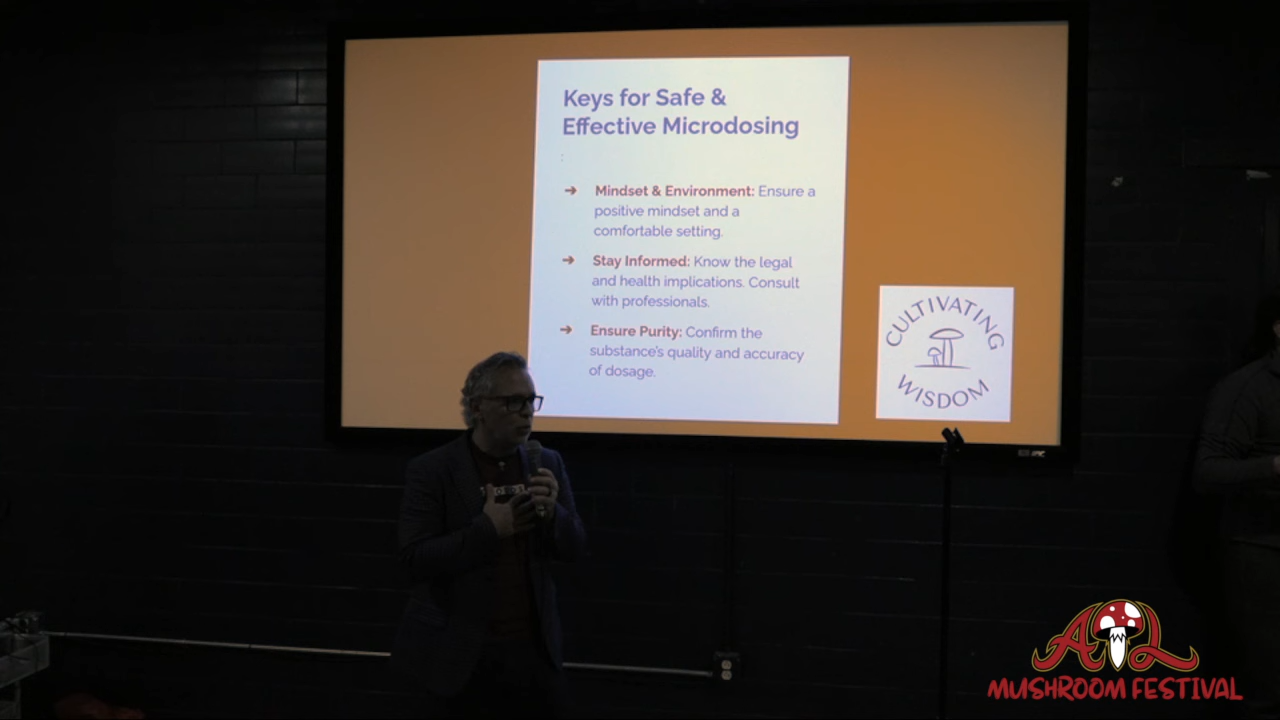 Keys for Safe &
Effective Microdosing
:
➔ Mindset & Environment: Ensure a
positive mindset and a
comfortable setting.
➔ Stay Informed: Know the legal
and health implications. Consult
with professionals.
➔ Ensure Purity: Confirm the
substance's quality and accuracy
of dosage.
CULTIVATING
WISDOM
ATL
MUSHROOM FESTIVAL